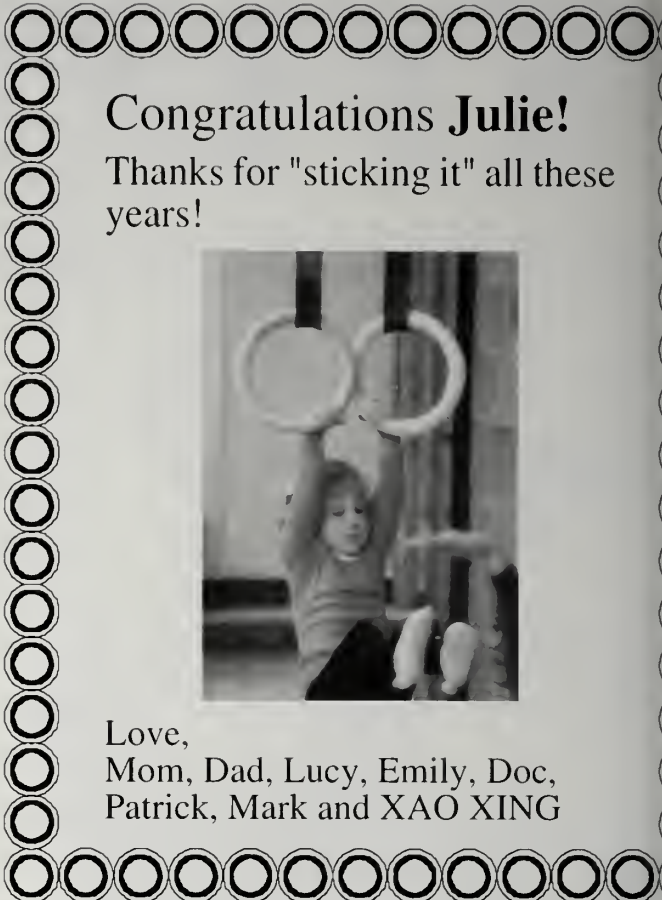 Congratulations Julie!
Thanks for "sticking it" all these
years!
Love,
Mom, Dad, Lucy, Emily, Doc,
Patrick, Mark and XAO XING